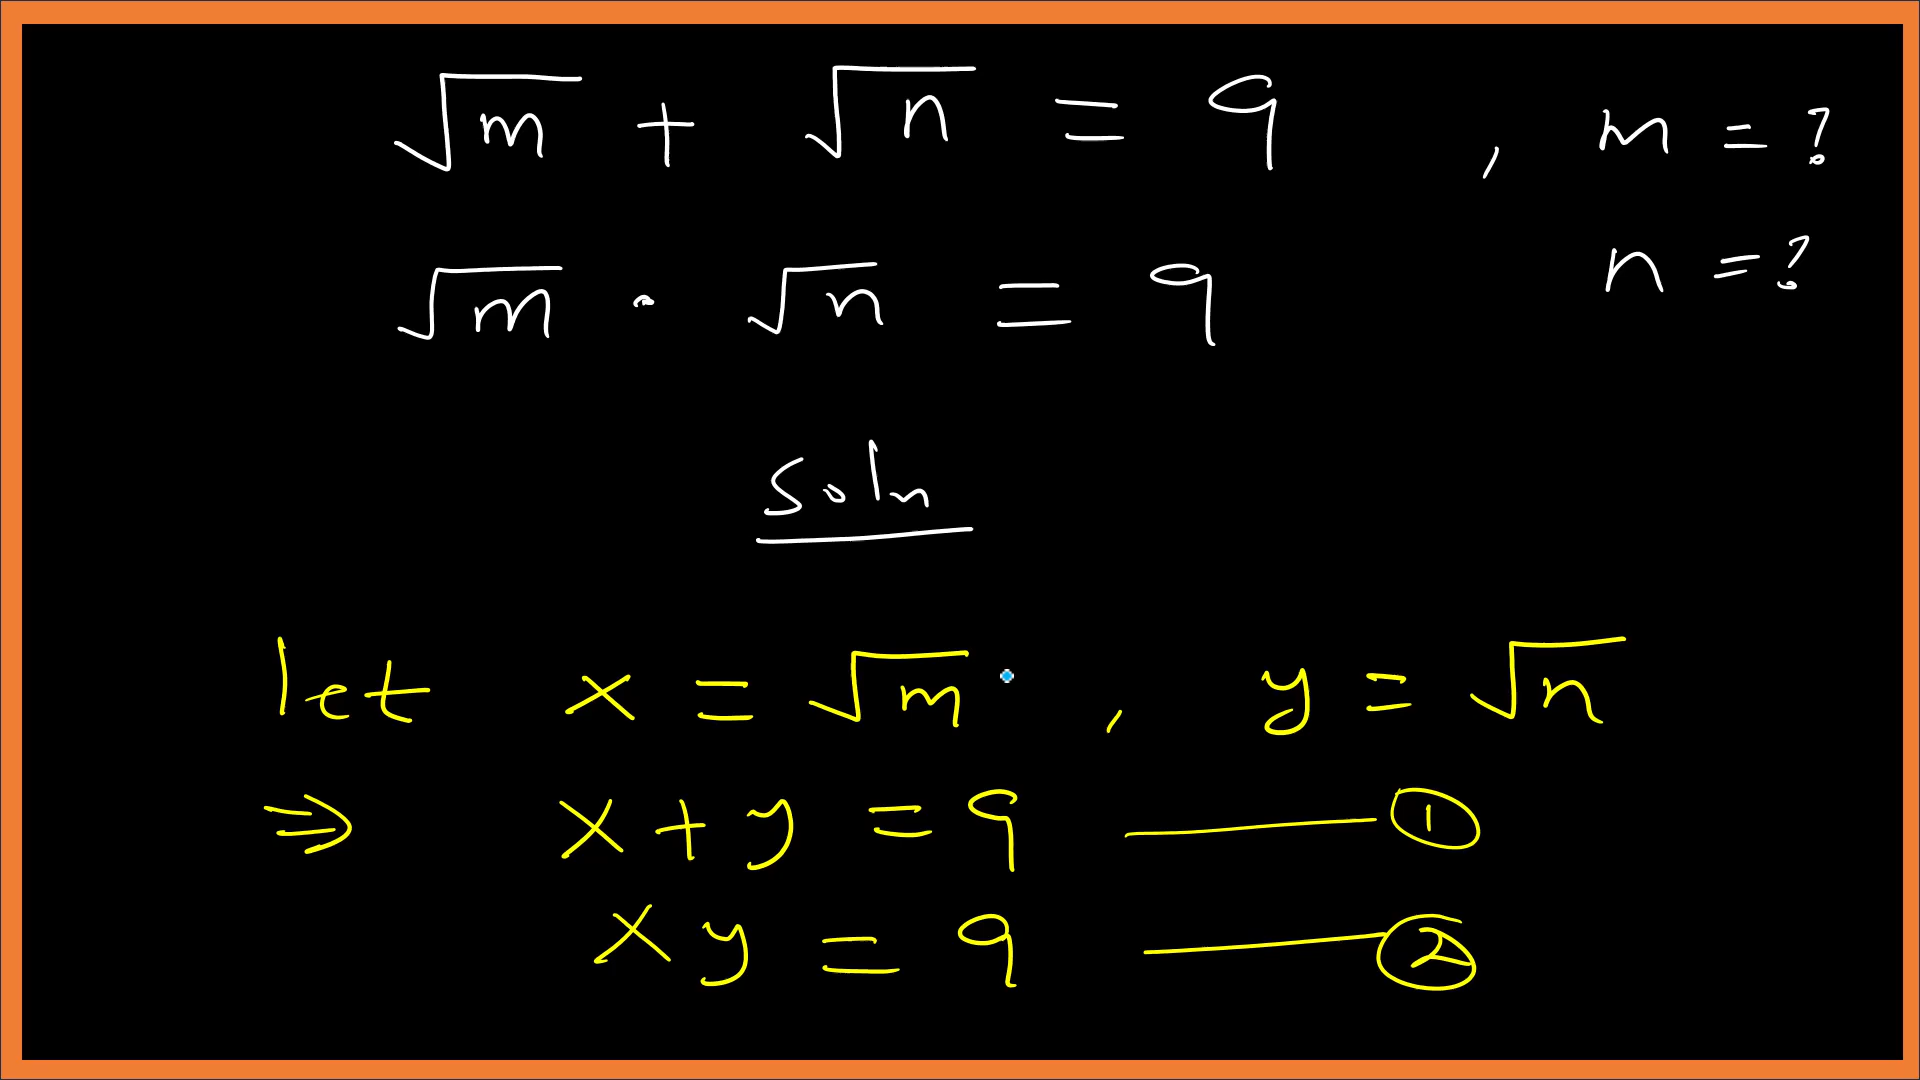 √m + √n = 9 , m = ?
√m · √n = 9 n = ?
Soln
let x = √m , y = √n
⇒ x + y = 9 —— ①
xy = 9 —— ②